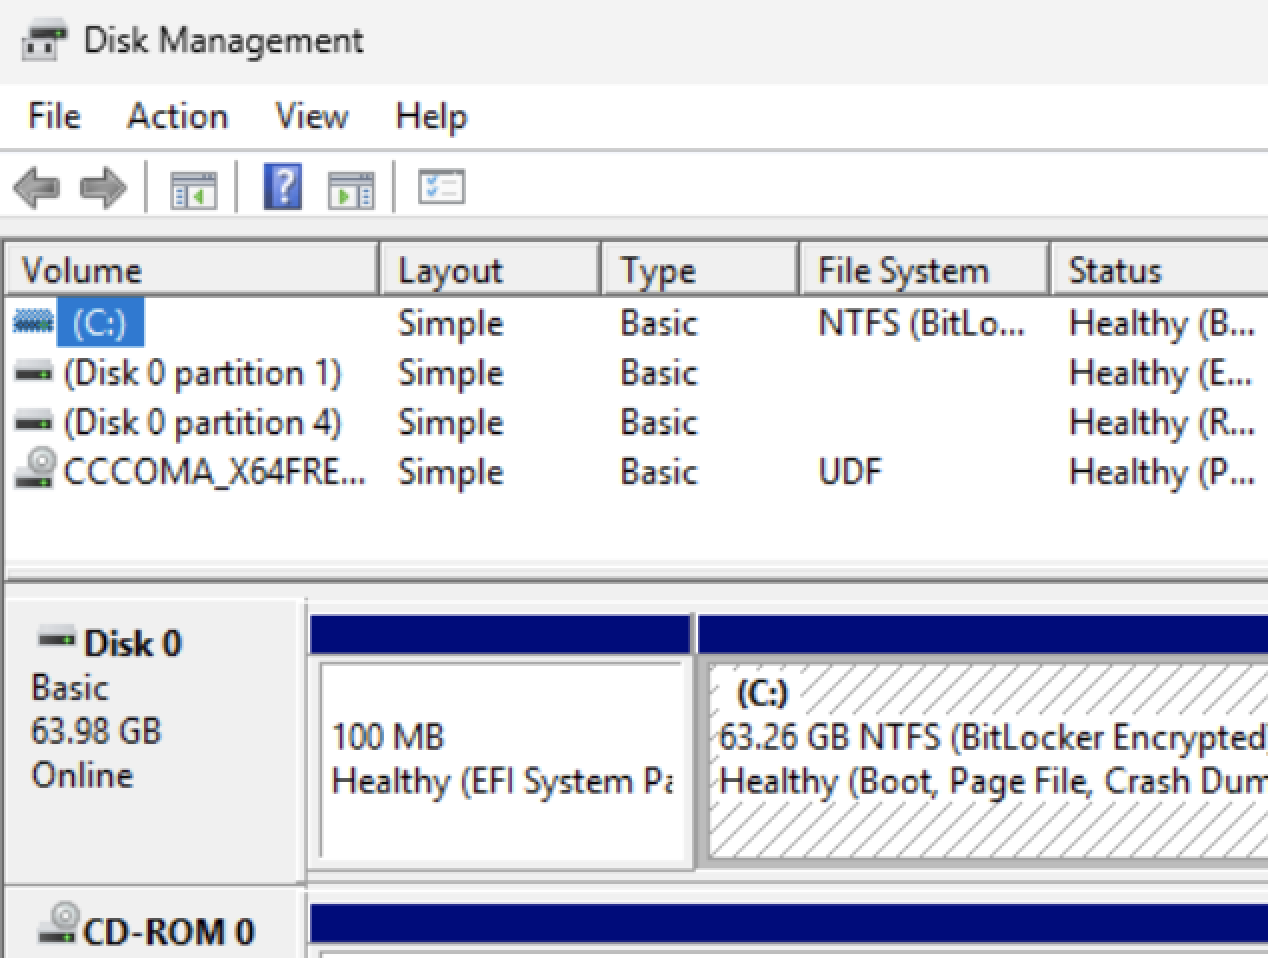 Disk Management
File Action View Help
?
Volume Layout Type File System Status
(C:) Simple Basic NTFS (BitLo... Healthy (B...
(Disk 0 partition 1) Simple Basic Healthy (E...
(Disk 0 partition 4) Simple Basic Healthy (R...
CCCOMA_X64FRE... Simple Basic UDF Healthy (P...
Disk 0
Basic
63.98 GB
Online
100 MB
Healthy (EFI System Pa
(C:)
63.26 GB NTFS (BitLocker Encrypted)
Healthy (Boot, Page File, Crash Dum
CD-ROM 0